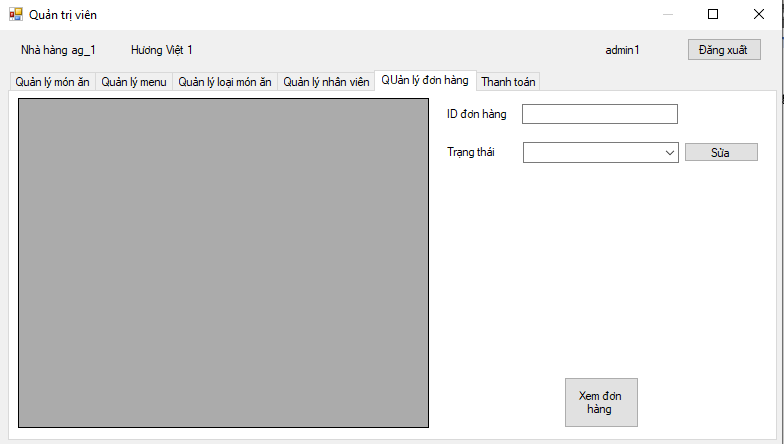 Quản trị viên
Nhà hàng ag_1 Hương Việt 1 admin1 Đăng xuất
Quản lý món ăn Quản lý menu Quản lý loại món ăn Quản lý nhân viên QUản lý đơn hàng Thanh toán
ID đơn hàng
Trạng thái Sửa
Xem đơn
hàng